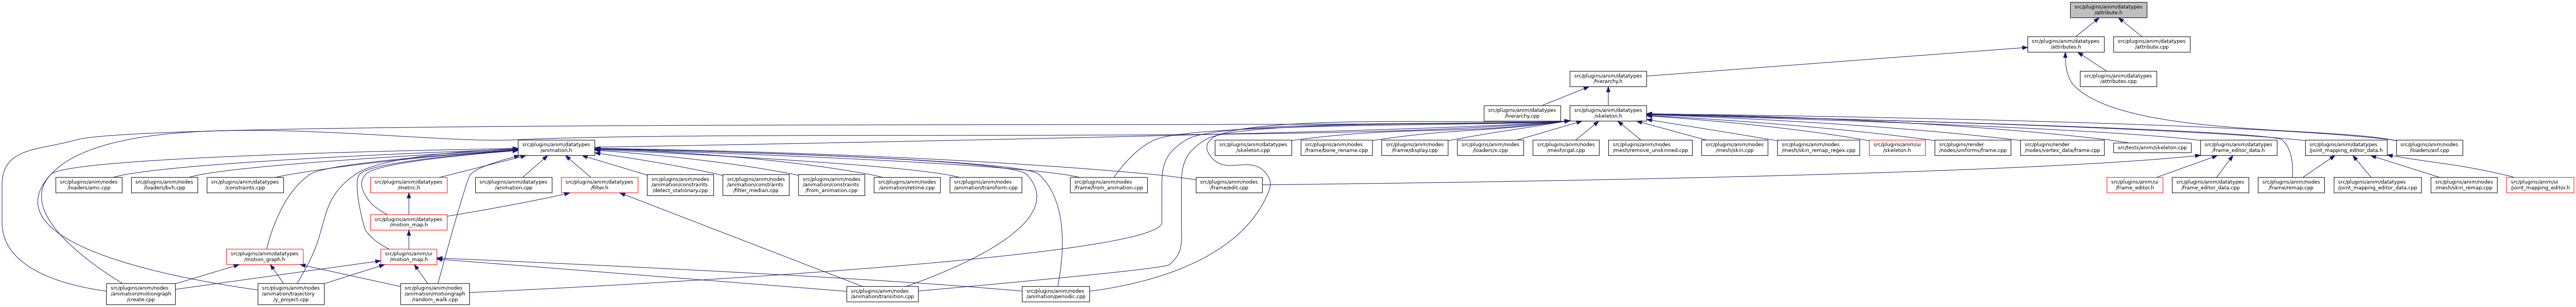 src/plugins/anim/datatypes
/attribute.h
src/plugins/anim/datatypes
/attributes.h
src/plugins/anim/datatypes
/attribute.cpp
src/plugins/anim/datatypes
/hierarchy.h
src/plugins/anim/datatypes
/attributes.cpp
src/plugins/anim/datatypes
/hierarchy.cpp
src/plugins/anim/datatypes
/skeleton.h
src/plugins/anim/datatypes
/animation.h
src/plugins/anim/datatypes
/skeleton.cpp
src/plugins/anim/nodes
/frame/bone_rename.cpp
src/plugins/anim/nodes
/frame/display.cpp
src/plugins/anim/nodes
/loaders/x.cpp
src/plugins/anim/nodes
/mesh/cgal.cpp
src/plugins/anim/nodes
/mesh/remove_unskinned.cpp
src/plugins/anim/nodes
/mesh/skin.cpp
src/plugins/anim/nodes
/mesh/skin_remap_regex.cpp
src/plugins/anim/ui
/skeleton.h
src/plugins/render
/nodes/uniforms/frame.cpp
src/plugins/render
/nodes/vertex_data/frame.cpp
src/tests/anim/skeleton.cpp
src/plugins/anim/datatypes
/frame_editor_data.h
src/plugins/anim/datatypes
/joint_mapping_editor_data.h
src/plugins/anim/nodes
/loaders/asf.cpp
src/plugins/anim/nodes
/loaders/amc.cpp
src/plugins/anim/nodes
/loaders/bvh.cpp
src/plugins/anim/datatypes
/constraints.cpp
src/plugins/anim/datatypes
/metric.h
src/plugins/anim/datatypes
/animation.cpp
src/plugins/anim/datatypes
/filter.h
src/plugins/anim/nodes
/animation/constraints
/detect_stationary.cpp
src/plugins/anim/nodes
/animation/constraints
/filter_median.cpp
src/plugins/anim/nodes
/animation/constraints
/from_animation.cpp
src/plugins/anim/nodes
/animation/retime.cpp
src/plugins/anim/nodes
/animation/transform.cpp
src/plugins/anim/nodes
/frame/from_animation.cpp
src/plugins/anim/nodes
/frame/edit.cpp
src/plugins/anim/ui
/frame_editor.h
src/plugins/anim/datatypes
/frame_editor_data.cpp
src/plugins/anim/nodes
/frame/remap.cpp
src/plugins/anim/datatypes
/joint_mapping_editor_data.cpp
src/plugins/anim/nodes
/mesh/skin_remap.cpp
src/plugins/anim/ui
/joint_mapping_editor.h
src/plugins/anim/datatypes
/motion_map.h
src/plugins/anim/datatypes
/motion_graph.h
src/plugins/anim/ui
/motion_map.h
src/plugins/anim/nodes
/animation/motiongraph
/create.cpp
src/plugins/anim/nodes
/animation/trajectory
/y_project.cpp
src/plugins/anim/nodes
/animation/motiongraph
/random_walk.cpp
src/plugins/anim/nodes
/animation/transition.cpp
src/plugins/anim/nodes
/animation/periodic.cpp